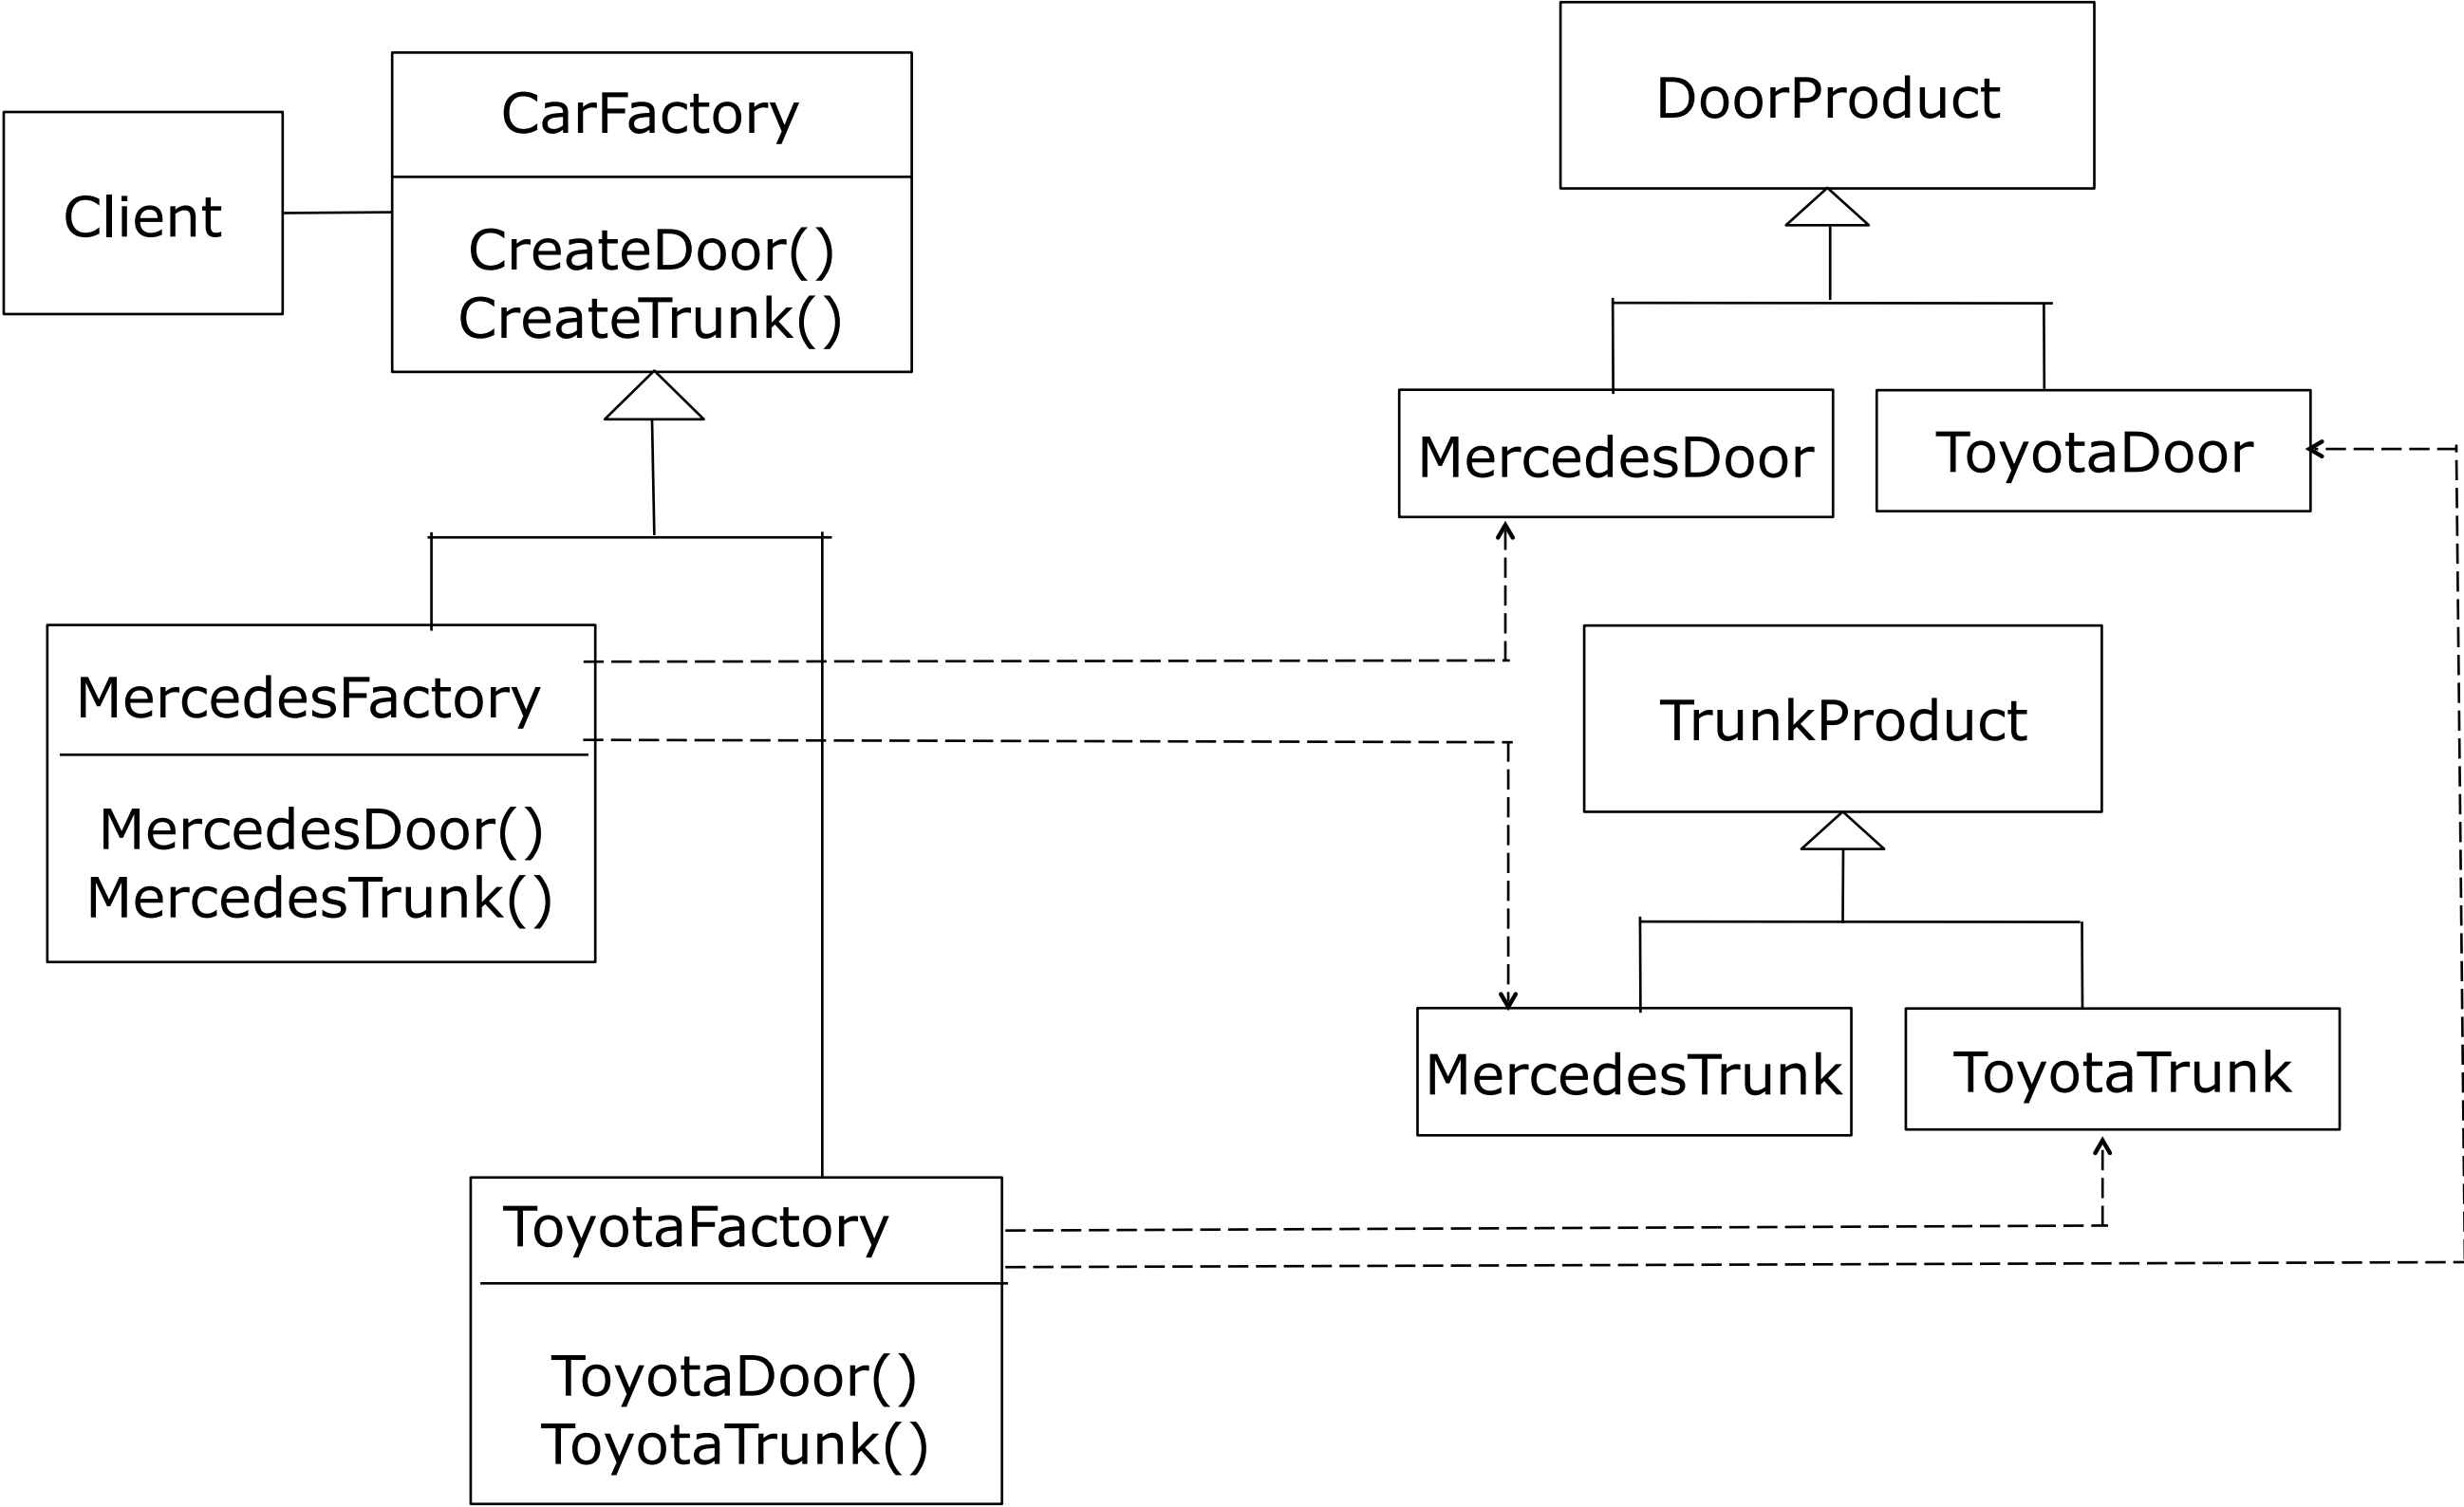 Client
CarFactory
CreateDoor()
CreateTrunk()
DoorProduct
MercedesDoor
ToyotaDoor
MercedesFactory
MercedesDoor()
MercedesTrunk()
TrunkProduct
MercedesTrunk
ToyotaTrunk
ToyotaFactory
ToyotaDoor()
ToyotaTrunk()